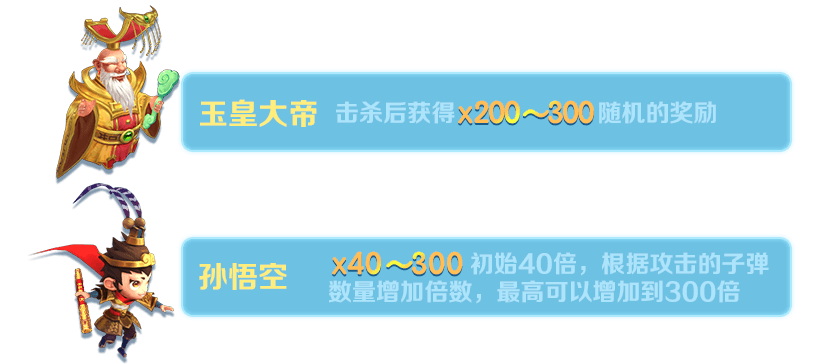 玉皇大帝 击杀后获得x200～300随机的奖励
孙悟空 x40～300 初始40倍，根据攻击的子弹
数量增加倍数，最高可以增加到300倍